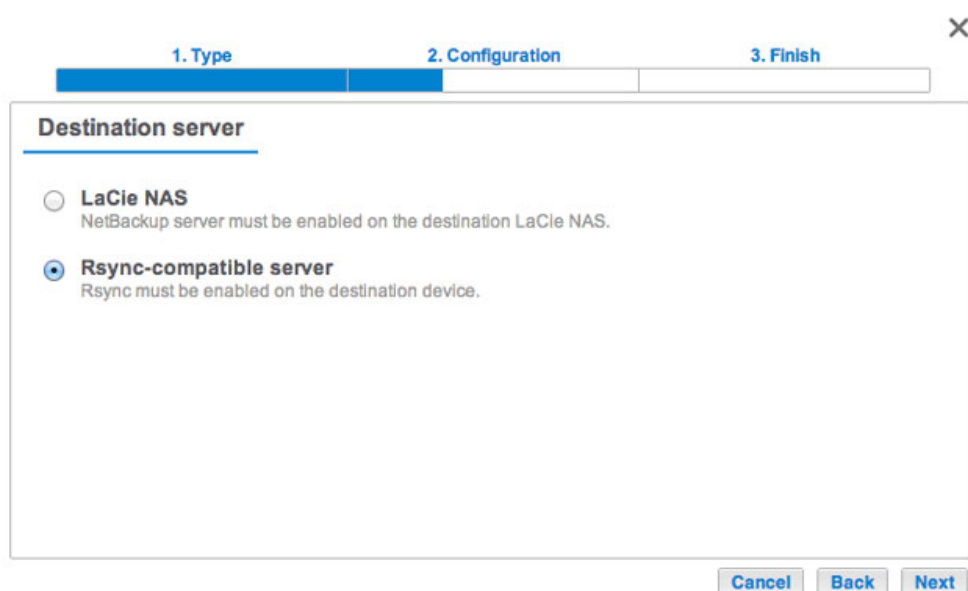 1. Type
2. Configuration
3. Finish
Destination server
LaCie NAS
NetBackup server must be enabled on the destination LaCie NAS.
Rsync-compatible server
Rsync must be enabled on the destination device.
Cancel
Back
Next